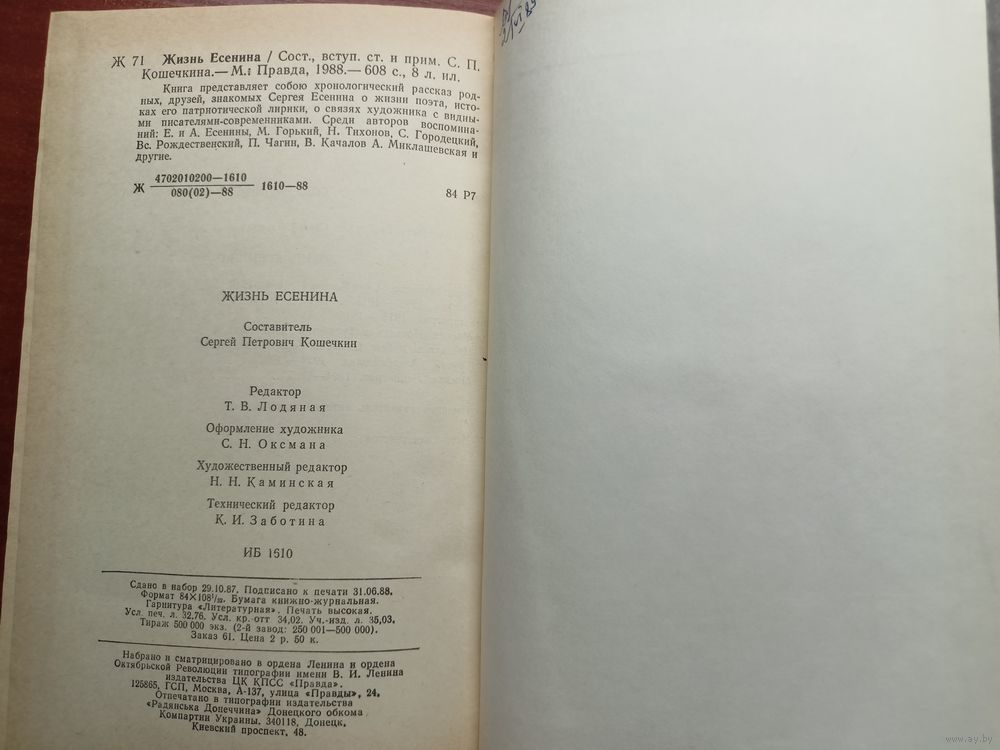 Ж 71 Жизнь Есенина / Сост., вступ. ст. и прим. С. П.
Кошечкина.— М.: Правда, 1988.— 608 с., 8 л. ил.
Книга представляет собою хронологический рассказ род-
ных, друзей, знакомых Сергея Есенина о жизни поэта, исто-
ках его патриотической лирики, о связях художника с видны-
ми писателями-современниками. Среди авторов воспомина-
ний: Е. и А. Есенины, М. Горький, Н. Тихонов, С. Городецкий,
Вс. Рождественский, П. Чагин, В. Качалов А. Миклашевская и
другие.
4702010200—1610
Ж 080(02)—88 1610—88
84 Р7
ЖИЗНЬ ЕСЕНИНА
Составитель
Сергей Петрович Кошечкин
Редактор
Т. В. Лодяная
Оформление художника
С. Н. Оксмана
Художественный редактор
Н. Н. Каминская
Технический редактор
К. И. Заботина
ИБ 1610
Сдано в набор 29.10.87. Подписано к печати 31.06.88.
Формат 84×108¹/₃₂. Бумага книжно-журнальная.
Гарнитура «Литературная». Печать высокая.
Усл. печ. л. 32,76. Усл. кр.-отт 34,02. Уч.-изд. л. 35,03.
Тираж 500 000 экз. (2-й завод: 250 001—500 000).
Заказ 61. Цена 2 р. 50 к.
Набрано и сматрицировано в ордена Ленина и ордена
Октябрьской Революции типографии имени В. И. Ленина
издательства ЦК КПСС «Правда».
125865, ГСП, Москва, А-137, улица «Правды», 24.
Отпечатано в типографии издательства
«Радянська Донеччина» Донецкого обкома
Компартии Украины. 340118, Донецк,
Киевский проспект, 48.
www.ay.by